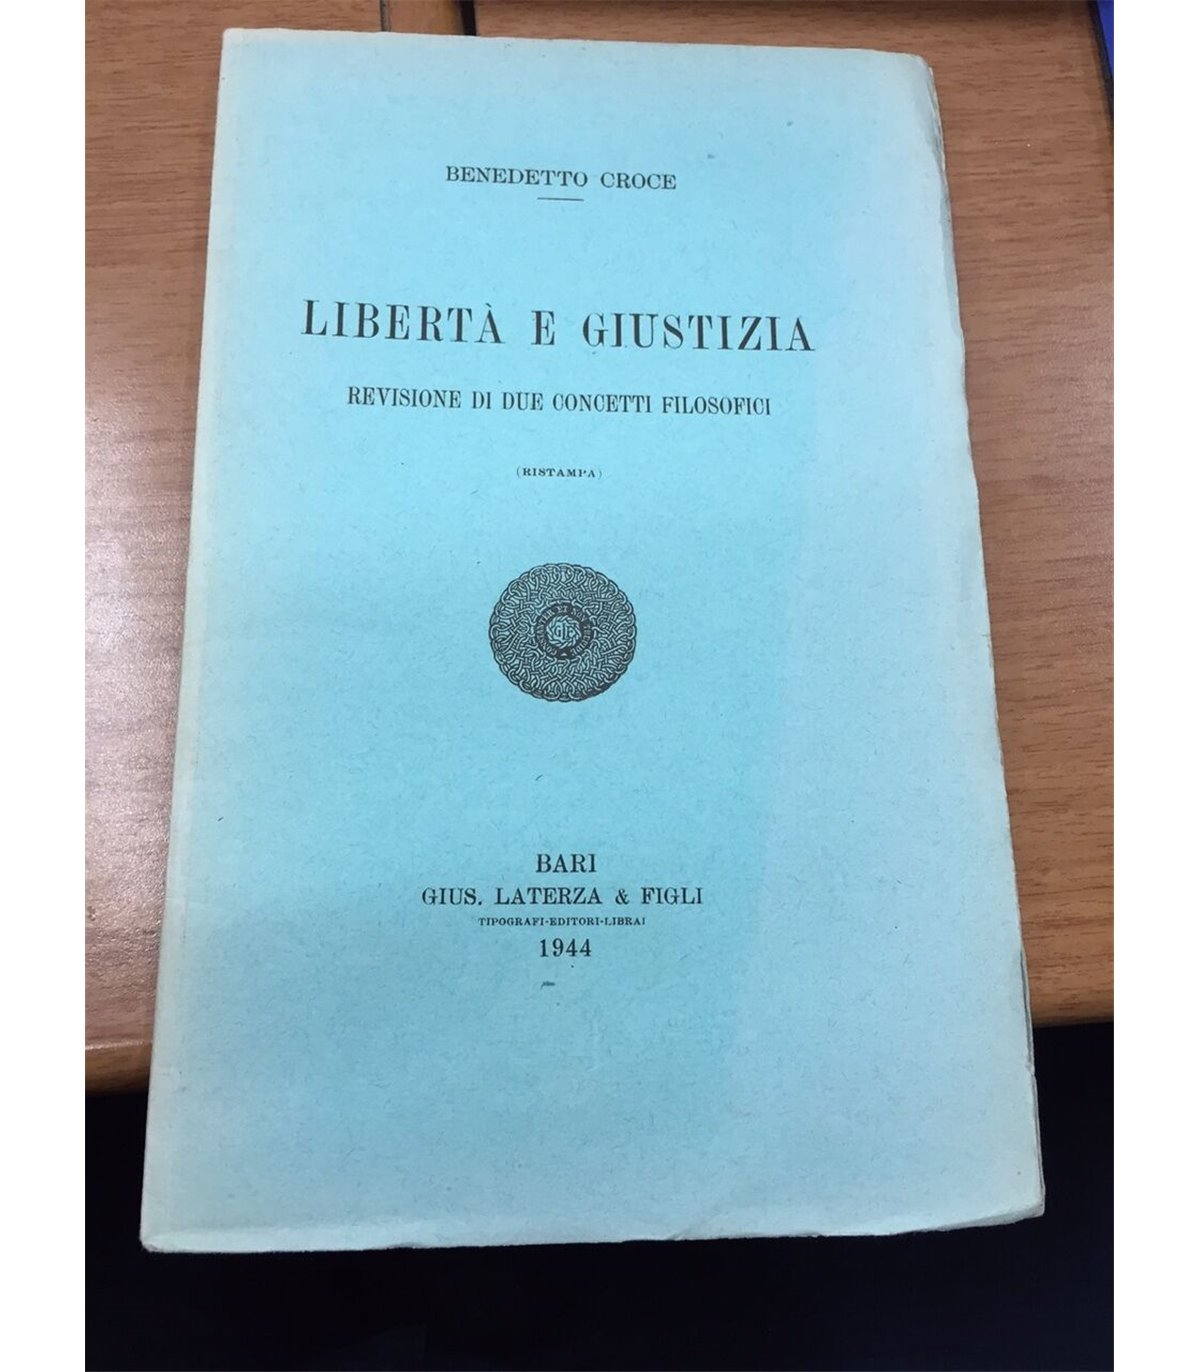 BENEDETTO CROCE
LIBERTÀ E GIUSTIZIA
REVISIONE DI DUE CONCETTI FILOSOFICI
(RISTAMPA)
BARI
GIUS. LATERZA & FIGLI
TIPOGRAFI-EDITORI-LIBRAI
1944